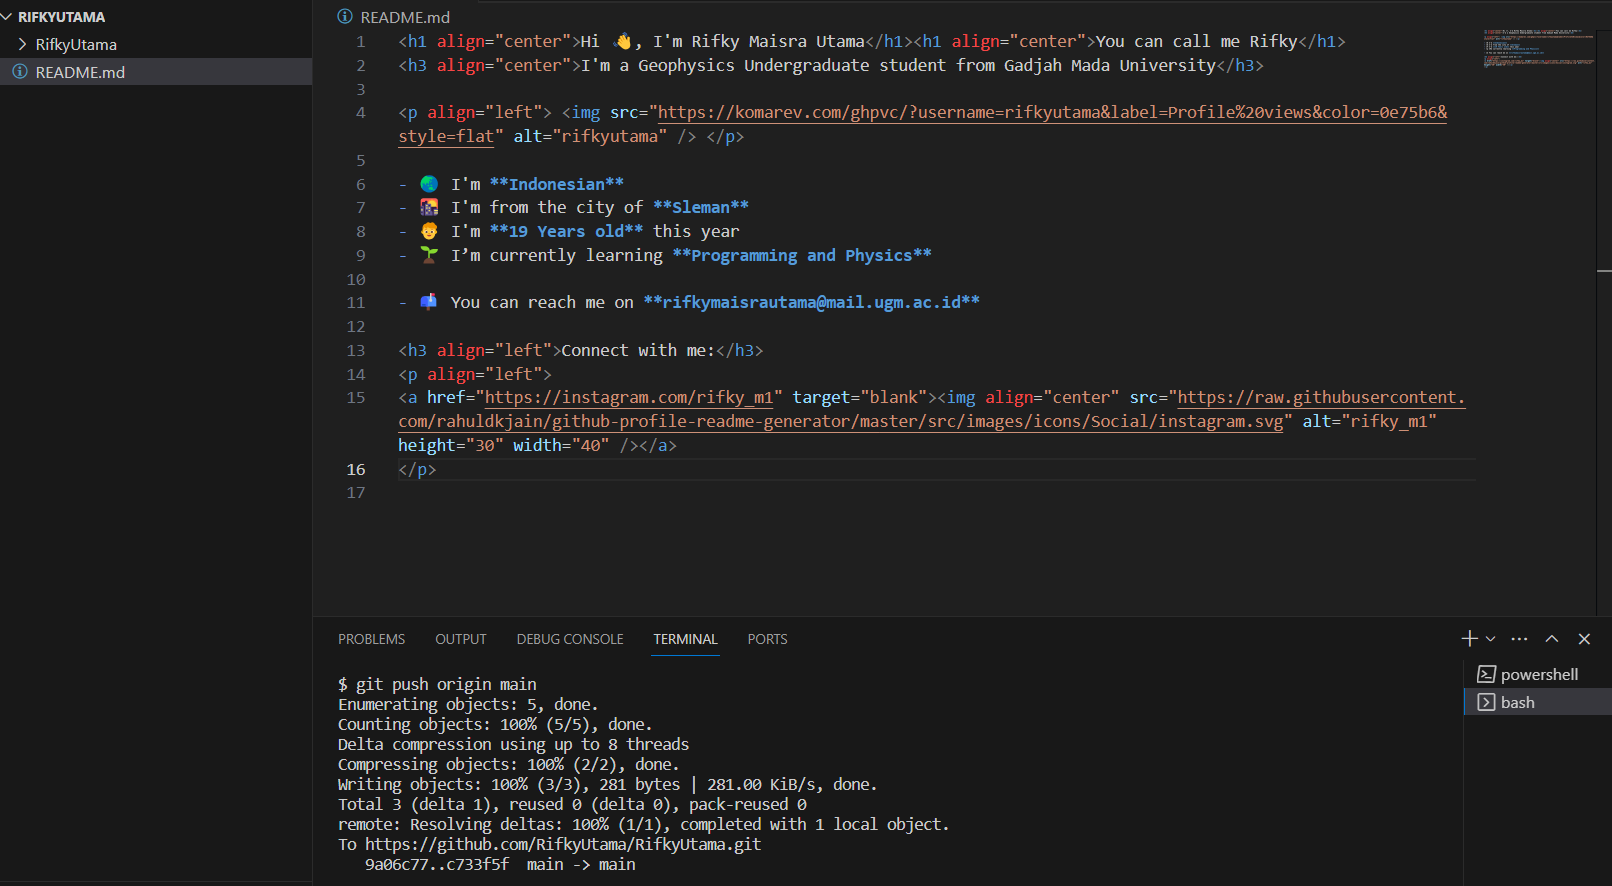 RIFKYUTAMA
RifkyUtama
README.md
README.md
1 <h1 align="center">Hi 👋, I'm Rifky Maisra Utama</h1><h1 align="center">You can call me Rifky</h1>
2 <h3 align="center">I'm a Geophysics Undergraduate student from Gadjah Mada University</h3>
3
4 <p align="left"> <img src="https://komarev.com/ghpvc/?username=rifkyutama&label=Profile%20views&color=0e75b6&
style=flat" alt="rifkyutama" /> </p>
5
6 - 🌏 I'm **Indonesian**
7 - 🌇 I'm from the city of **Sleman**
8 - 👦 I'm **19 Years old** this year
9 - 🌱 I’m currently learning **Programming and Physics**
10
11 - 📫 You can reach me on **rifkymaisrautama@mail.ugm.ac.id**
12
13 <h3 align="left">Connect with me:</h3>
14 <p align="left">
15 <a href="https://instagram.com/rifky_m1" target="blank"><img align="center" src="https://raw.githubusercontent.
com/rahuldkjain/github-profile-readme-generator/master/src/images/icons/Social/instagram.svg" alt="rifky_m1"
height="30" width="40" /></a>
16 </p>
17
PROBLEMS OUTPUT DEBUG CONSOLE TERMINAL PORTS
$ git push origin main
Enumerating objects: 5, done.
Counting objects: 100% (5/5), done.
Delta compression using up to 8 threads
Compressing objects: 100% (2/2), done.
Writing objects: 100% (3/3), 281 bytes | 281.00 KiB/s, done.
Total 3 (delta 1), reused 0 (delta 0), pack-reused 0
remote: Resolving deltas: 100% (1/1), completed with 1 local object.
To https://github.com/RifkyUtama/RifkyUtama.git
9a06c77..c733f5f  main -> main
powershell
bash